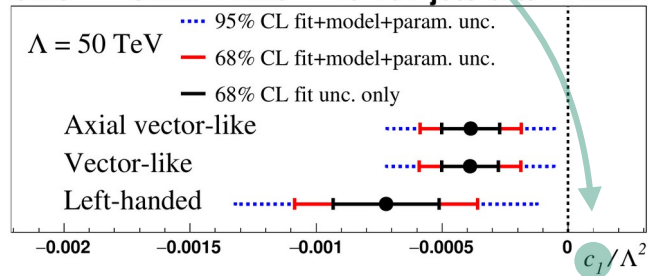 95% CL fit+model+param. unc.
Λ = 50 TeV
68% CL fit+model+param. unc.
68% CL fit unc. only
Axial vector-like
Vector-like
Left-handed
−0.002 −0.0015 −0.001 −0.0005 0
c₁/Λ²